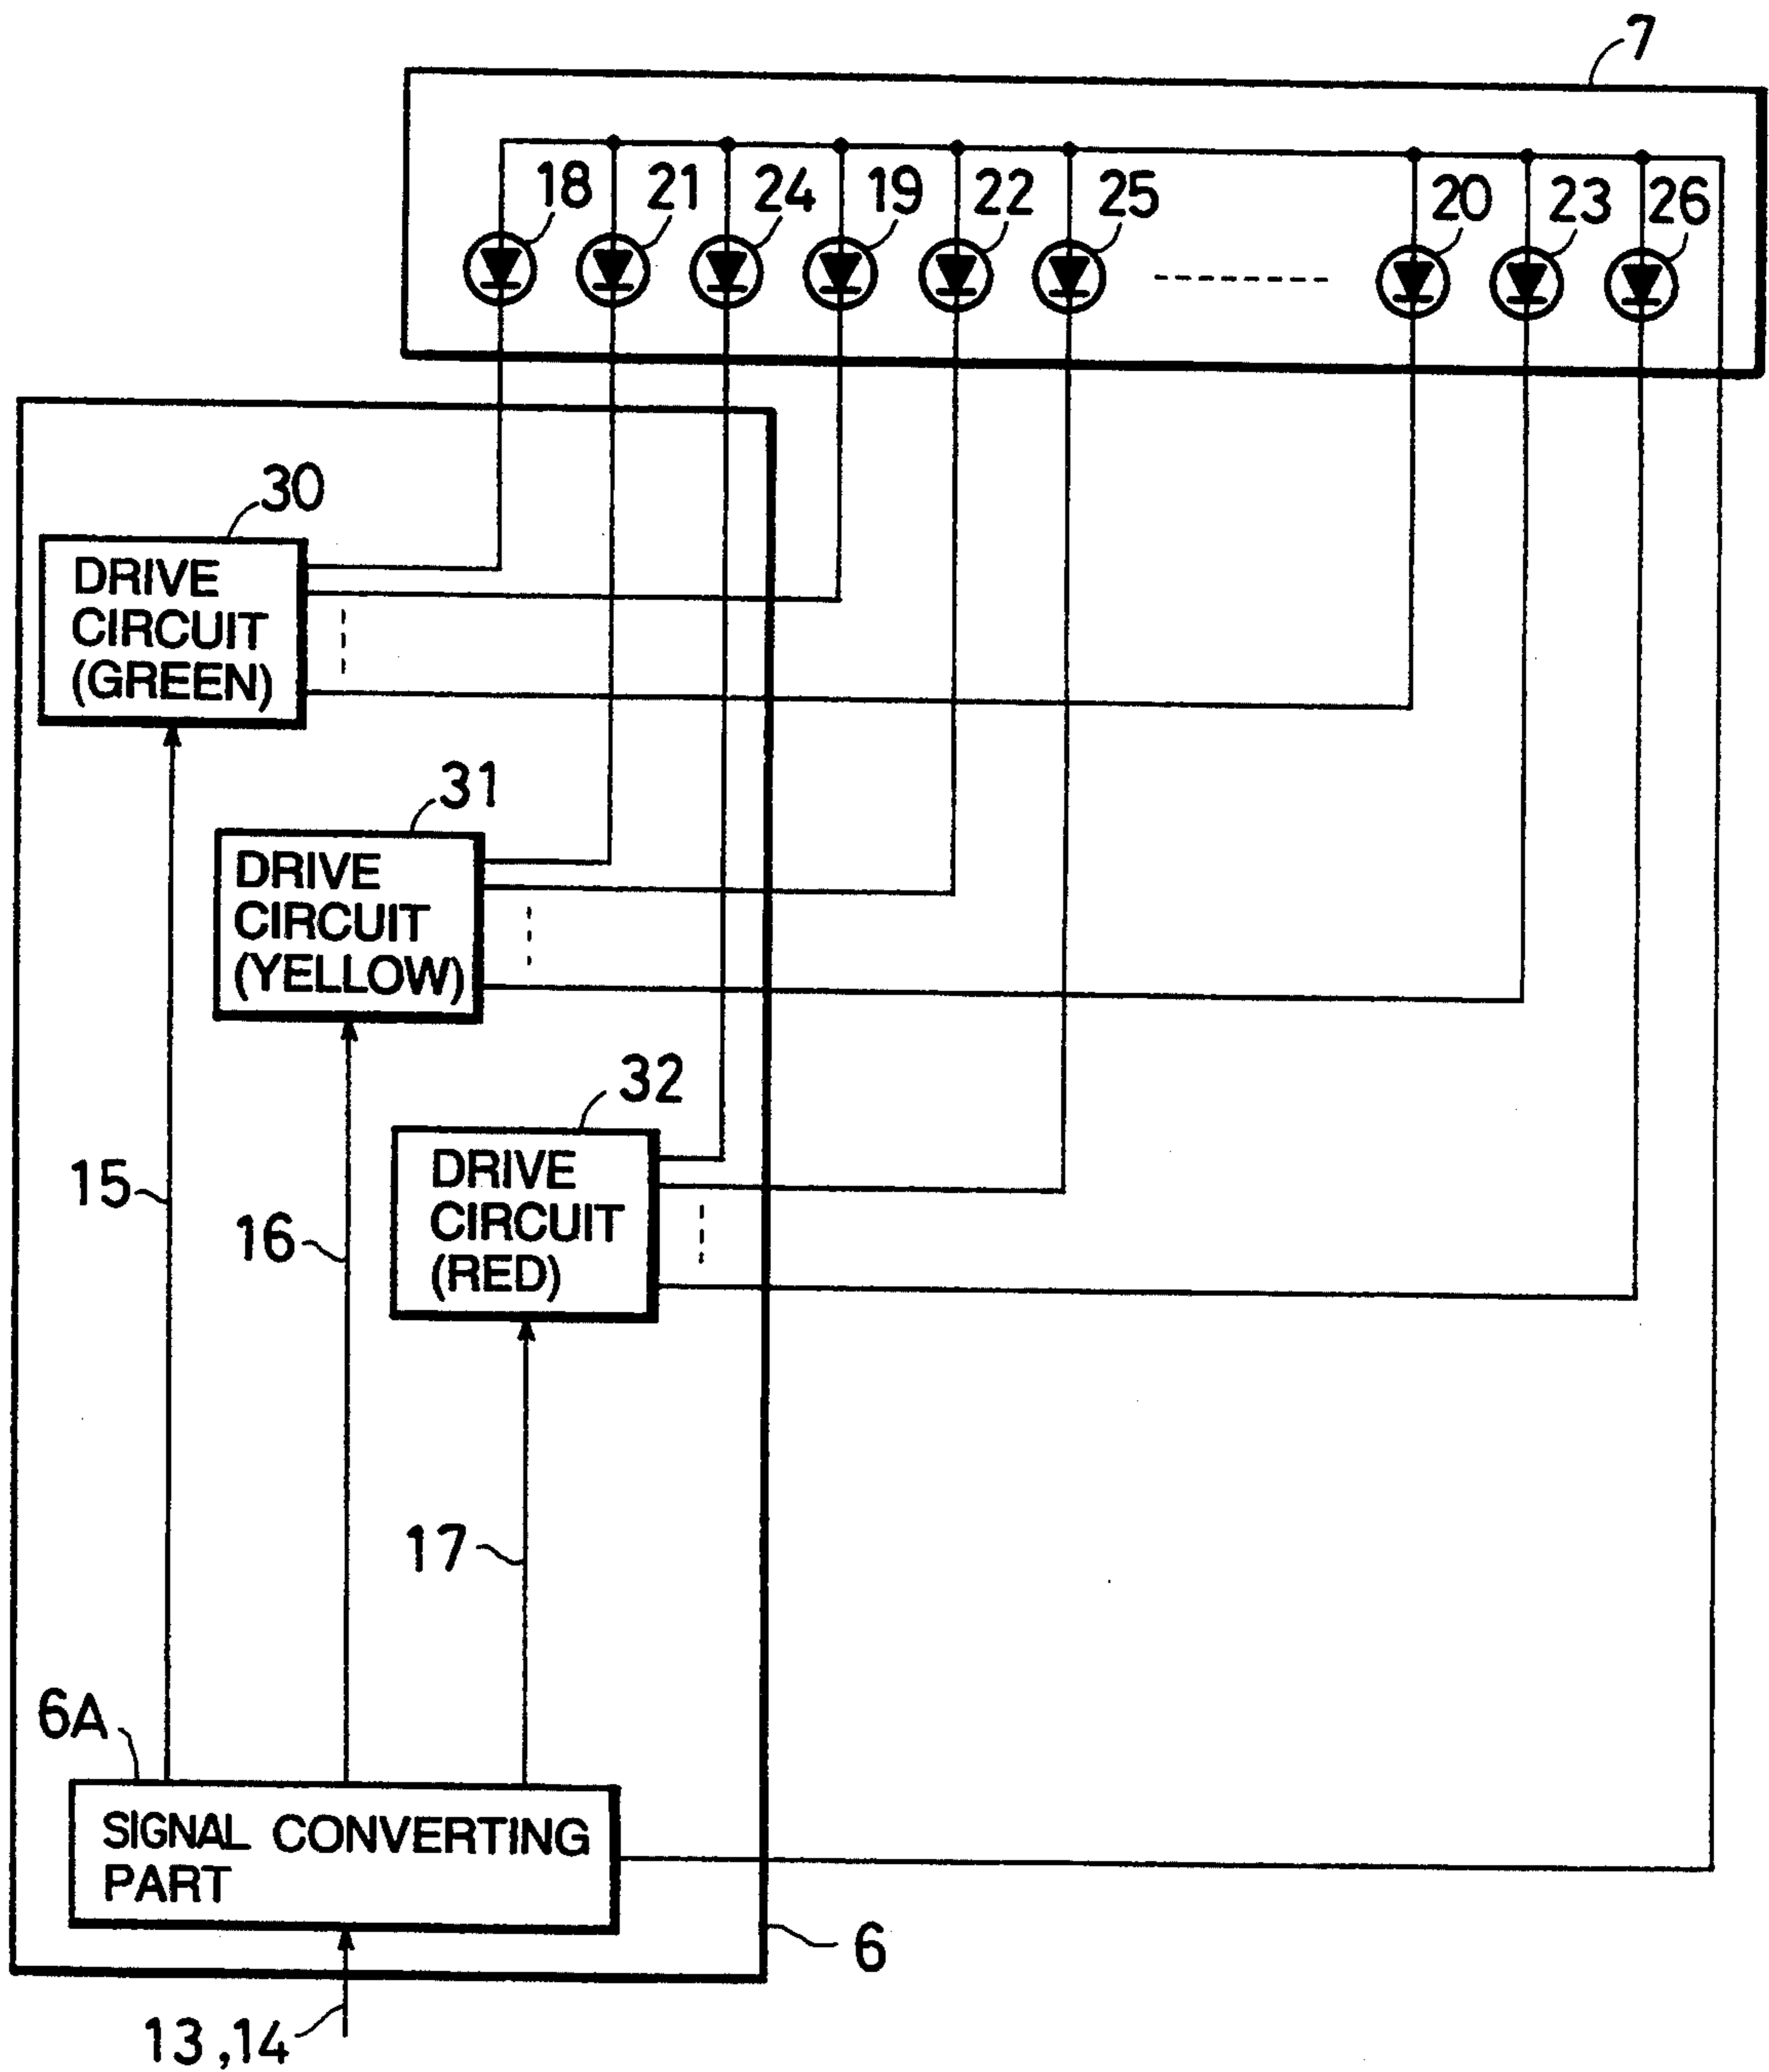 7
18 21 24 19 22 25 20 23 26
30
DRIVE
CIRCUIT
(GREEN)
31
DRIVE
CIRCUIT
(YELLOW)
32
DRIVE
CIRCUIT
(RED)
15
16
17
6A
SIGNAL CONVERTING
PART
6
13,14